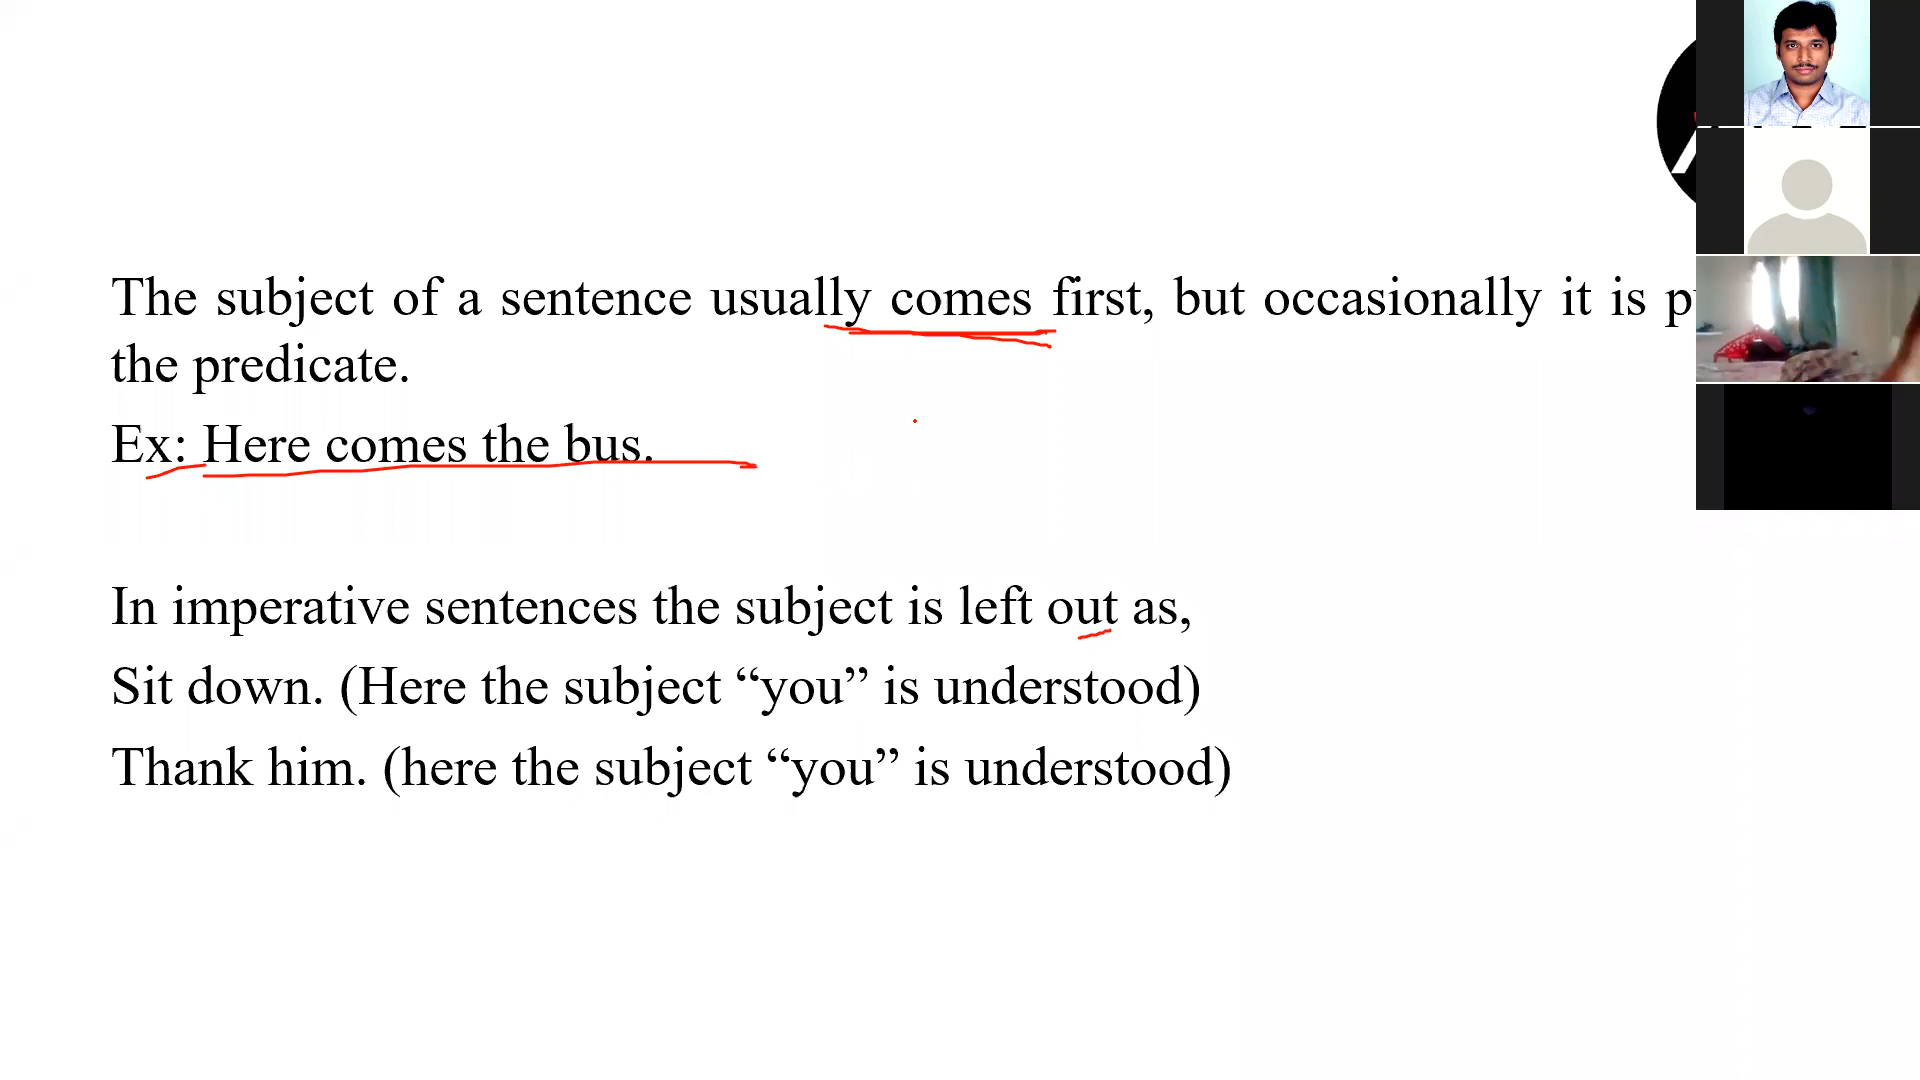 The subject of a sentence usually comes first, but occasionally it is
the predicate.
Ex: Here comes the bus.
In imperative sentences the subject is left out as,
Sit down. (Here the subject “you” is understood)
Thank him. (here the subject “you” is understood)